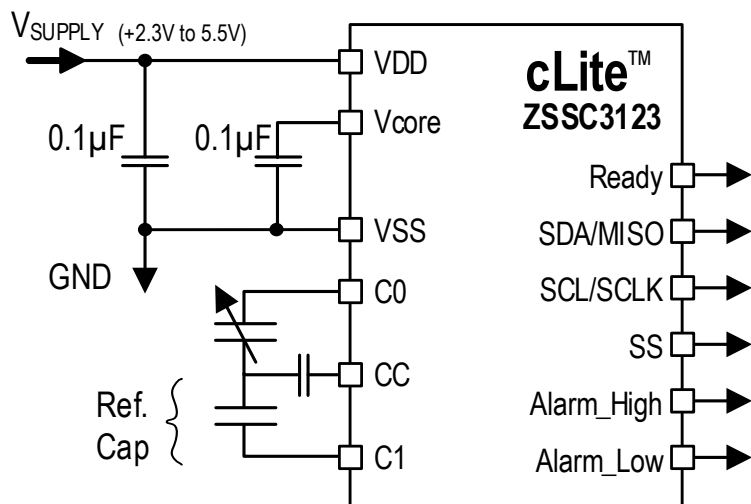 VSUPPLY (+2.3V to 5.5V)
VDD
cLite™
ZSSC3123
0.1µF
0.1µF
Vcore
Ready
VSS
SDA/MISO
GND
C0
SCL/SCLK
SS
CC
Ref.
Cap
Alarm_High
C1
Alarm_Low